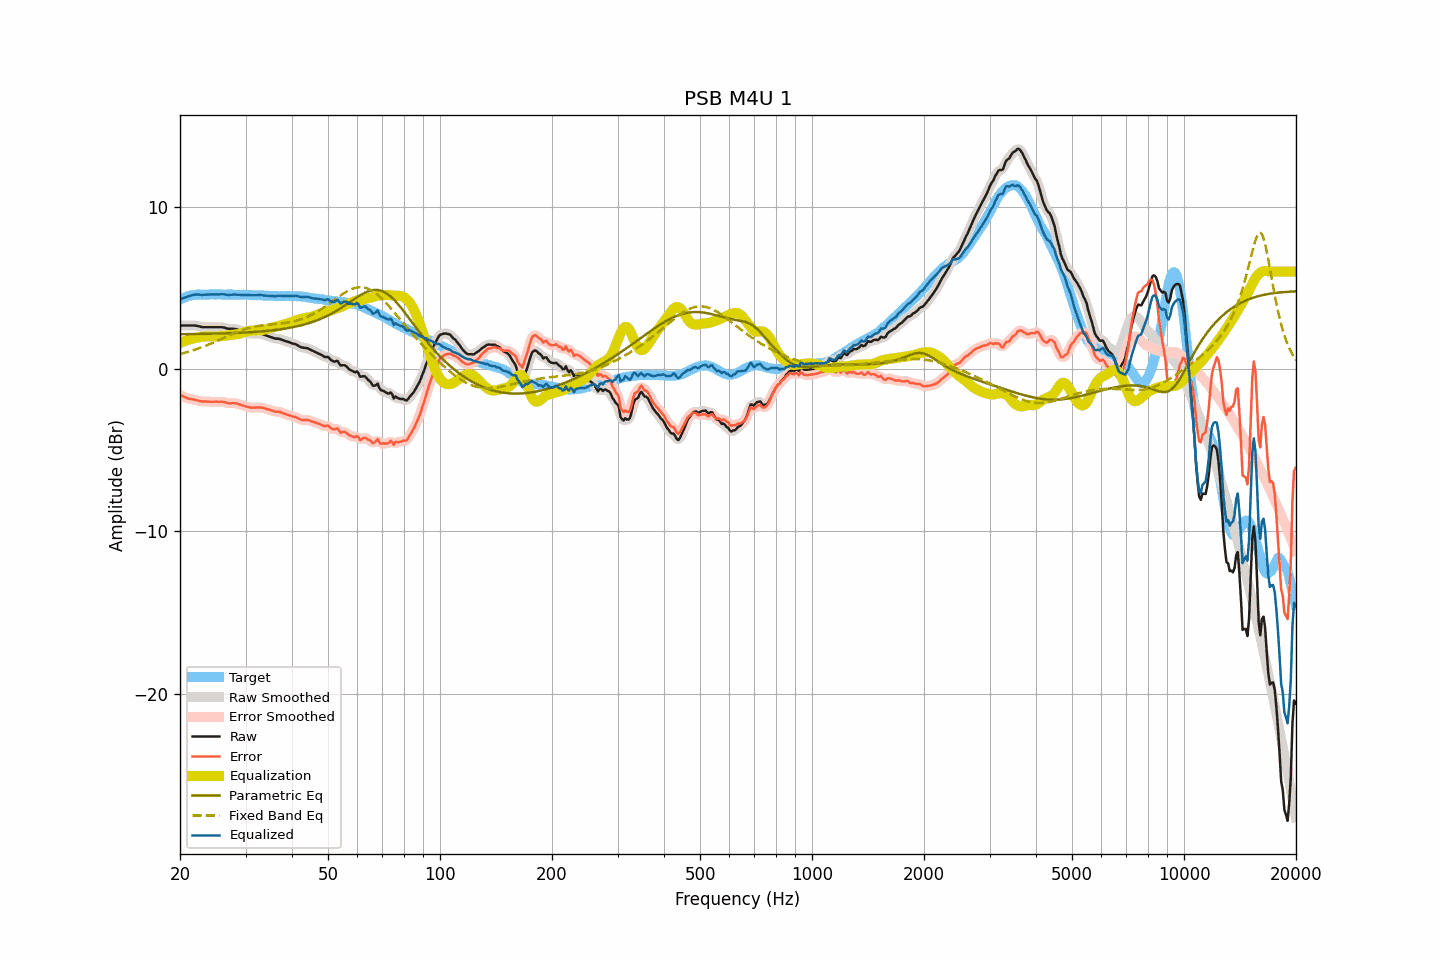 PSB M4U 1
Amplitude (dBr)
10
0
−10
−20
Target
Raw Smoothed
Error Smoothed
Raw
Error
Equalization
Parametric Eq
Fixed Band Eq
Equalized
20 50 100 200 500 1000 2000 5000 10000 20000
Frequency (Hz)